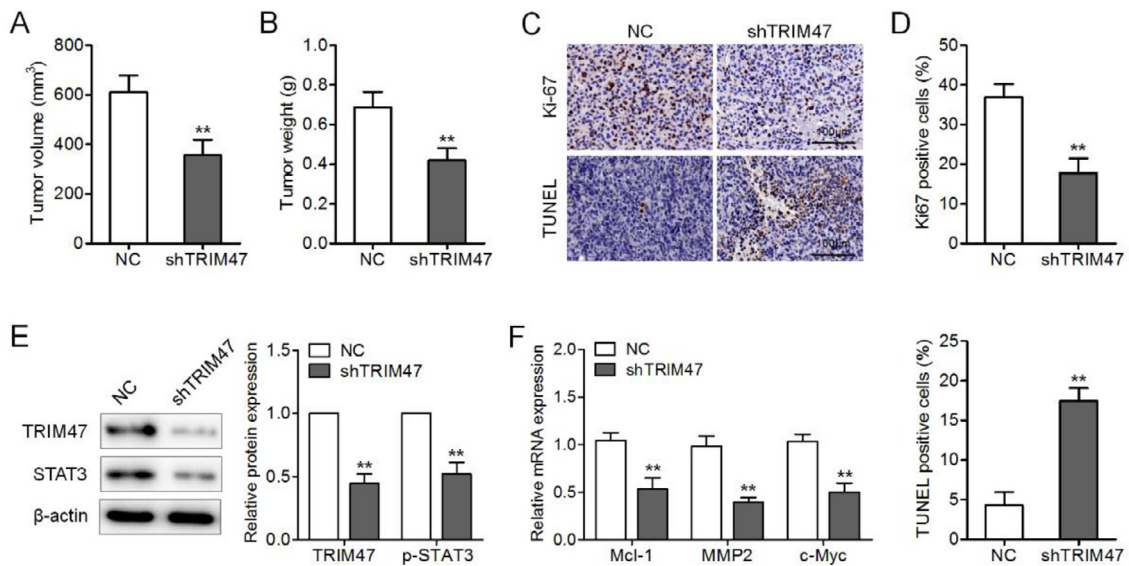 A
Tumor volume (mm³)
800
600
400
200
0
**
NC
shTRIM47
B
Tumor weight (g)
1.0
0.8
0.6
0.4
0.2
0.0
**
NC
shTRIM47
C
NC
shTRIM47
Ki-67
100μm
TUNEL
100μm
D
Ki67 positive cells (%)
50
40
30
20
10
0
**
NC
shTRIM47
E
NC
shTRIM47
TRIM47
STAT3
β-actin
Relative protein expression
1.5
1.0
0.5
0.0
NC
shTRIM47
**
**
TRIM47
p-STAT3
F
Relative mRNA expression
2.0
1.5
1.0
0.5
0.0
NC
shTRIM47
**
**
**
Mcl-1
MMP2
c-Myc
TUNEL positive cells (%)
25
20
15
10
5
0
**
NC
shTRIM47